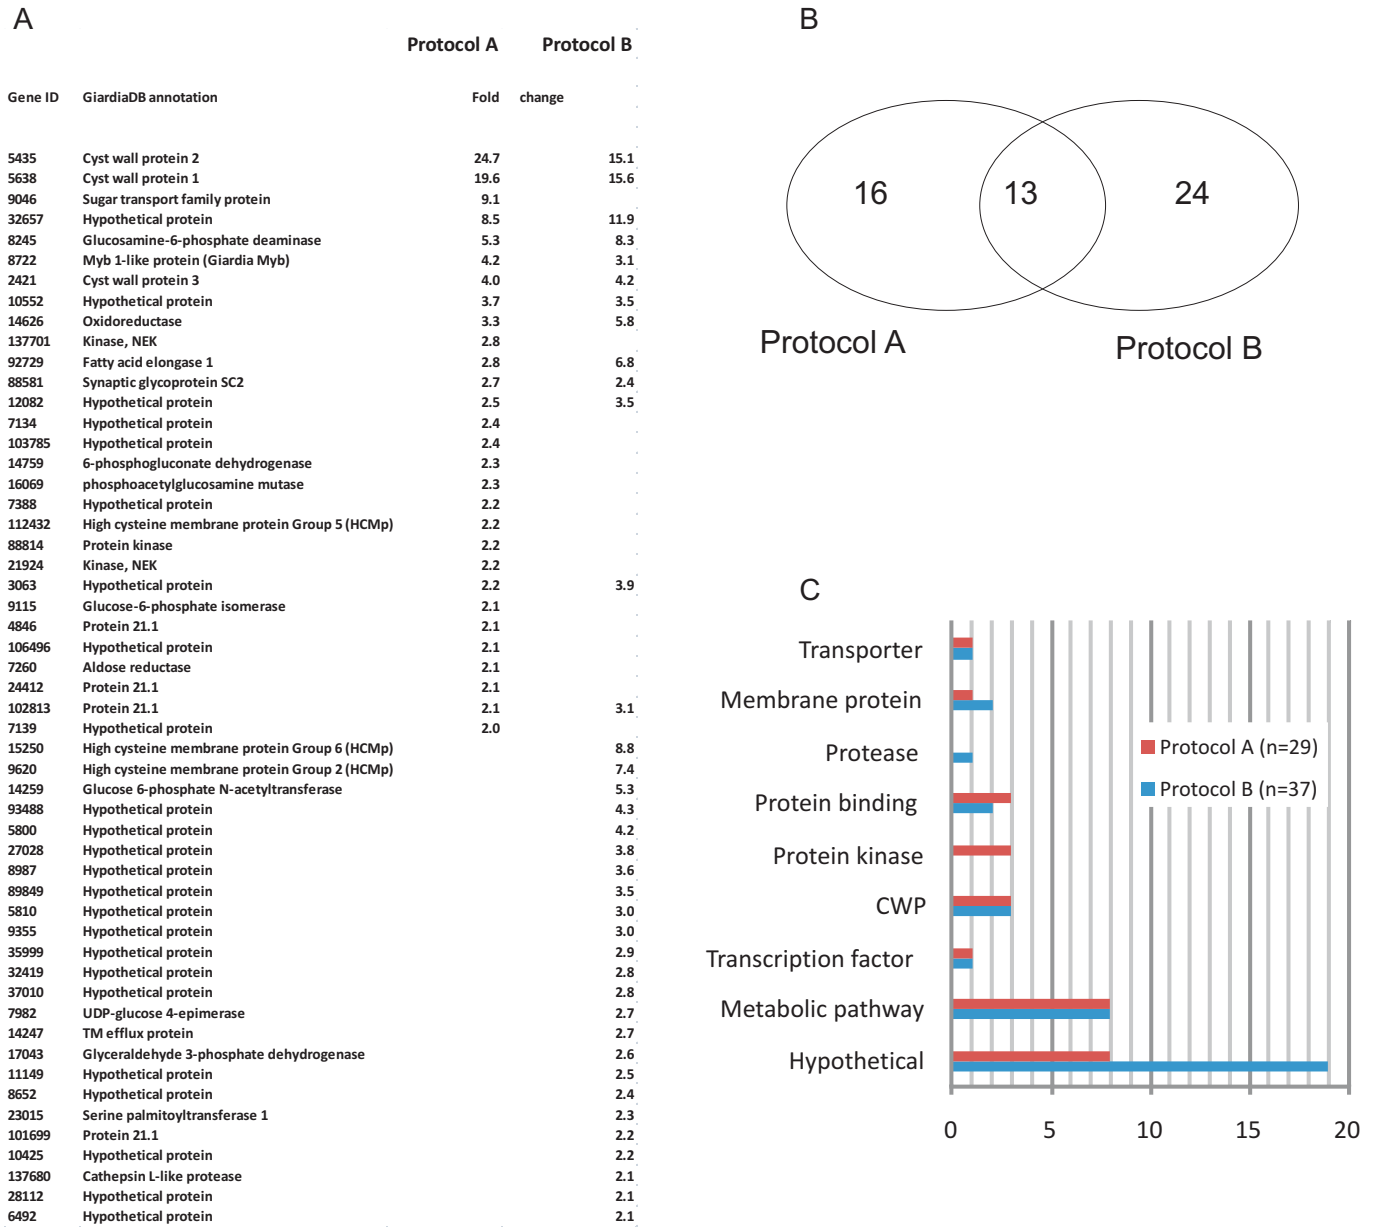 A
Protocol A Protocol B
Gene ID GiardiaDB annotation Fold change
5435 Cyst wall protein 2 24.7 15.1
5638 Cyst wall protein 1 19.6 15.6
9046 Sugar transport family protein 9.1
32657 Hypothetical protein 8.5 11.9
8245 Glucosamine-6-phosphate deaminase 5.3 8.3
8722 Myb 1-like protein (Giardia Myb) 4.2 3.1
2421 Cyst wall protein 3 4.0 4.2
10552 Hypothetical protein 3.7 3.5
14626 Oxidoreductase 3.3 5.8
137701 Kinase, NEK 2.8
92729 Fatty acid elongase 1 2.8 6.8
88581 Synaptic glycoprotein SC2 2.7 2.4
12082 Hypothetical protein 2.5 3.5
7134 Hypothetical protein 2.4
103785 Hypothetical protein 2.4
14759 6-phosphogluconate dehydrogenase 2.3
16069 phosphoacetylglucosamine mutase 2.3
7388 Hypothetical protein 2.2
112432 High cysteine membrane protein Group 5 (HCMp) 2.2
88814 Protein kinase 2.2
21924 Kinase, NEK 2.2
3063 Hypothetical protein 2.2 3.9
9115 Glucose-6-phosphate isomerase 2.1
4846 Protein 21.1 2.1
106496 Hypothetical protein 2.1
7260 Aldose reductase 2.1
24412 Protein 21.1 2.1
102813 Protein 21.1 2.1 3.1
7139 Hypothetical protein 2.0
15250 High cysteine membrane protein Group 6 (HCMp) 8.8
9620 High cysteine membrane protein Group 2 (HCMp) 7.4
14259 Glucose 6-phosphate N-acetyltransferase 5.3
93488 Hypothetical protein 4.3
5800 Hypothetical protein 4.2
27028 Hypothetical protein 3.8
8987 Hypothetical protein 3.6
89849 Hypothetical protein 3.5
5810 Hypothetical protein 3.0
9355 Hypothetical protein 3.0
35999 Hypothetical protein 2.9
32419 Hypothetical protein 2.8
37010 Hypothetical protein 2.8
7982 UDP-glucose 4-epimerase 2.7
14247 TM efflux protein 2.7
17043 Glyceraldehyde 3-phosphate dehydrogenase 2.6
11149 Hypothetical protein 2.5
8652 Hypothetical protein 2.4
23015 Serine palmitoyltransferase 1 2.3
101699 Protein 21.1 2.2
10425 Hypothetical protein 2.2
137680 Cathepsin L-like protease 2.1
28112 Hypothetical protein 2.1
6492 Hypothetical protein 2.1
B
16 13 24
Protocol A Protocol B
C
Transporter
Membrane protein
Protease
Protein binding
Protein kinase
CWP
Transcription factor
Metabolic pathway
Hypothetical
Protocol A (n=29)
Protocol B (n=37)
0 5 10 15 20